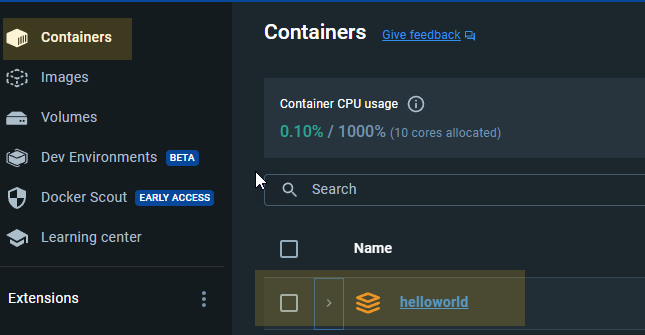 Containers
Images
Volumes
Dev Environments BETA
Docker Scout EARLY ACCESS
Learning center
Extensions
Containers Give feedback
Container CPU usage
0.10% / 1000% (10 cores allocated)
Search
Name
helloworld